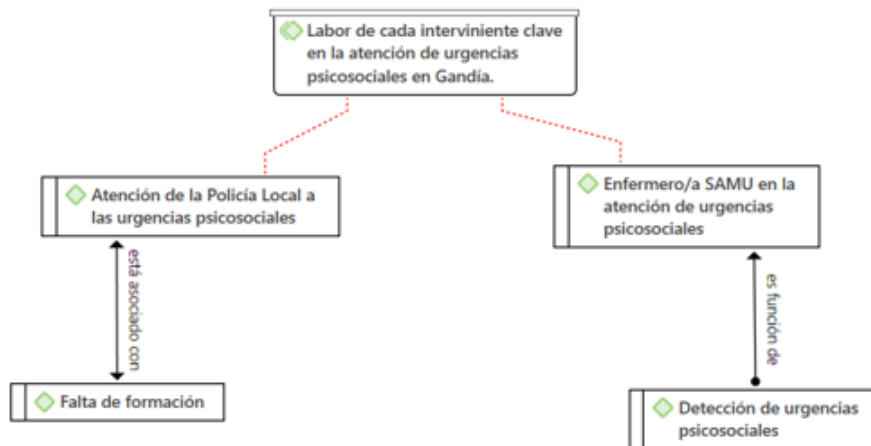 Labor de cada interviniente clave
en la atención de urgencias
psicosociales en Gandía.
Atención de la Policía Local a
las urgencias psicosociales
Enfermero/a SAMU en la
atención de urgencias
psicosociales
está asociado con
es función de
Falta de formación
Detección de urgencias
psicosociales